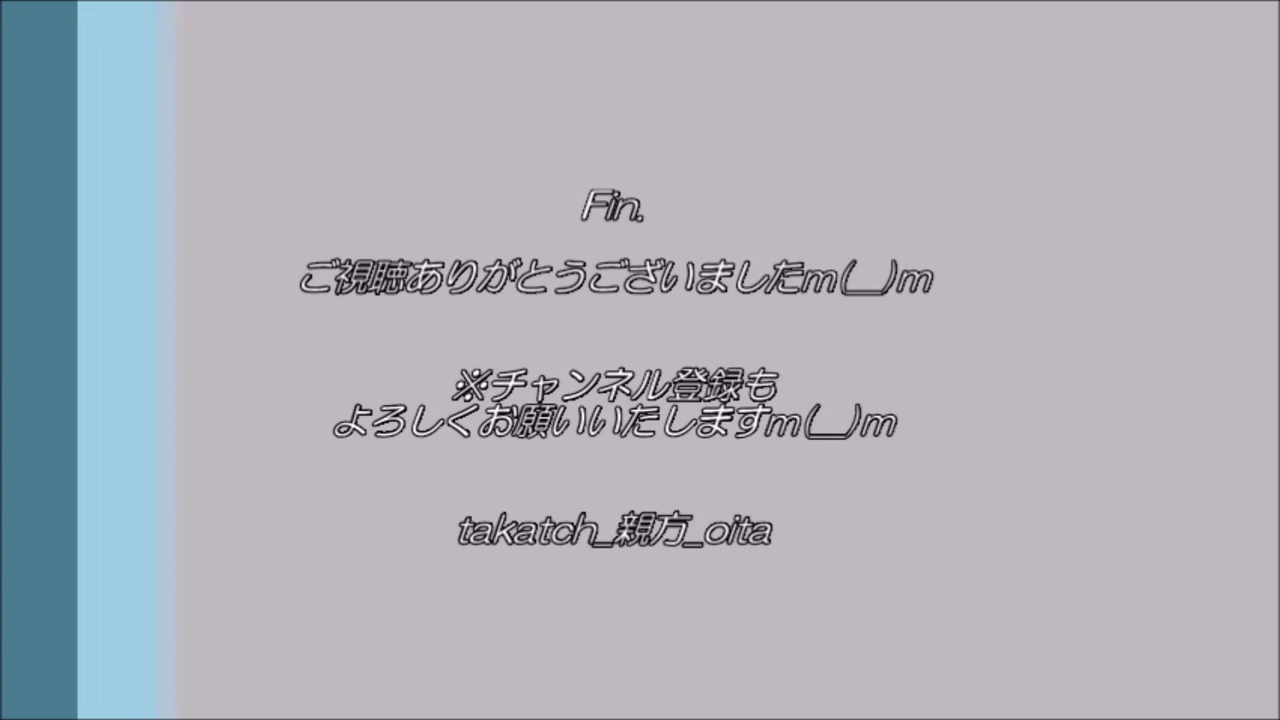 Fin.
ご視聴ありがとうございましたm(__)m
※チャンネル登録も
よろしくお願いいたしますm(__)m
takatch_親方_oita